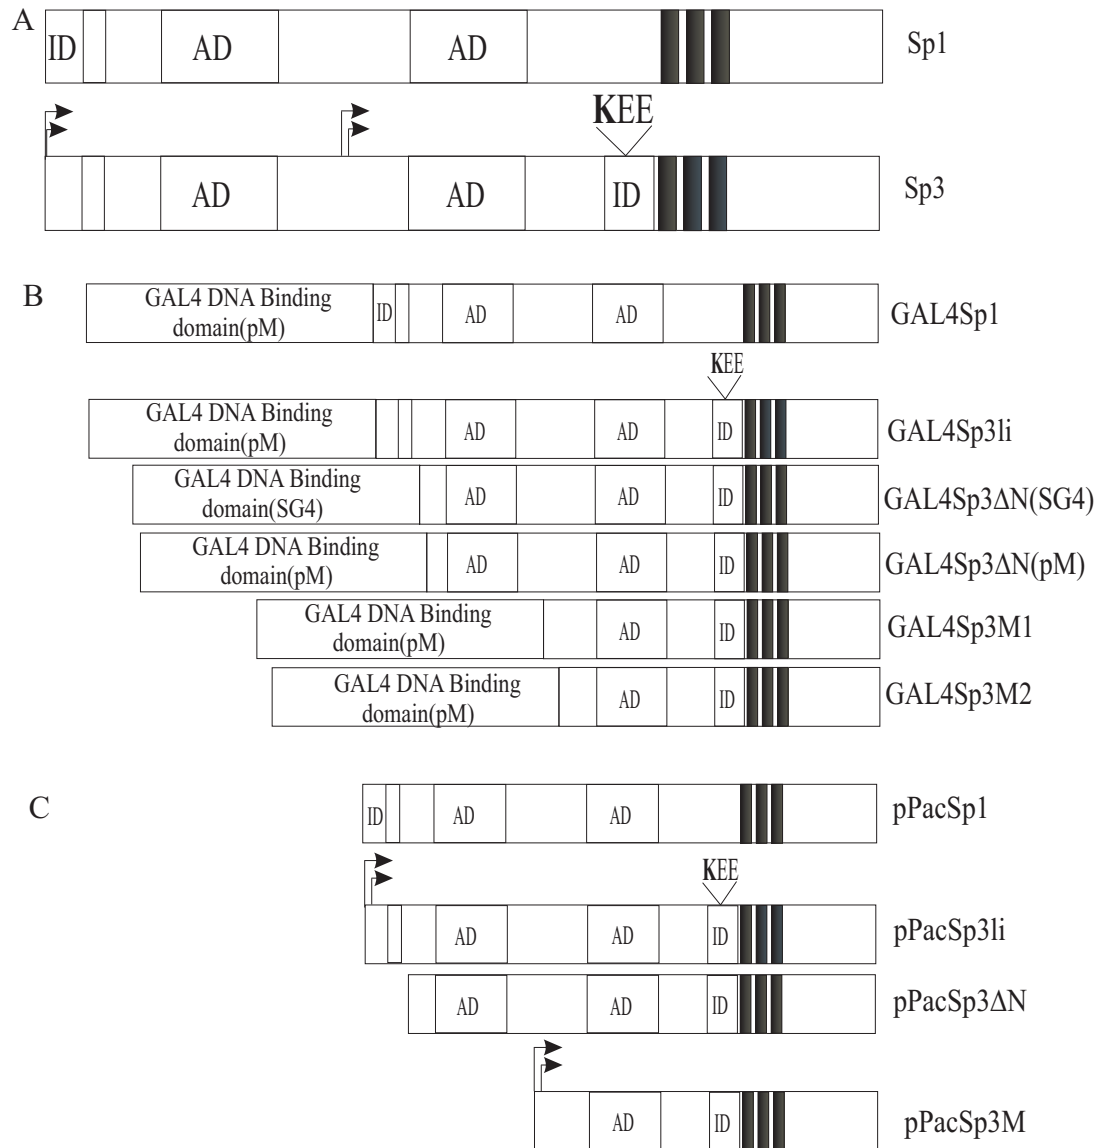 A
ID AD AD Sp1
KEE
AD AD ID Sp3
B
GAL4 DNA Binding
domain(pM)
ID AD AD GAL4Sp1
KEE
GAL4 DNA Binding
domain(pM)
AD AD ID GAL4Sp3li
GAL4 DNA Binding
domain(SG4)
AD AD ID GAL4Sp3ΔN(SG4)
GAL4 DNA Binding
domain(pM)
AD AD ID GAL4Sp3ΔN(pM)
GAL4 DNA Binding
domain(pM)
AD ID GAL4Sp3M1
GAL4 DNA Binding
domain(pM)
AD ID GAL4Sp3M2
C
ID AD AD pPacSp1
KEE
AD AD ID pPacSp3li
AD AD ID pPacSp3ΔN
AD ID pPacSp3M